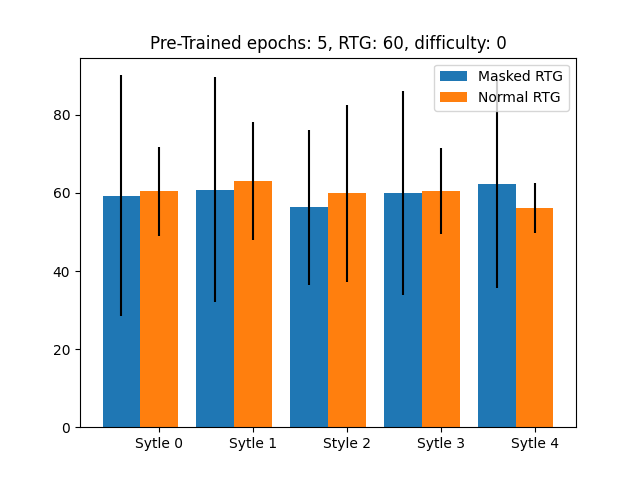 Pre-Trained epochs: 5, RTG: 60, difficulty: 0
Masked RTG
Normal RTG
80
60
40
20
0
Sytle 0 Sytle 1 Style 2 Sytle 3 Sytle 4